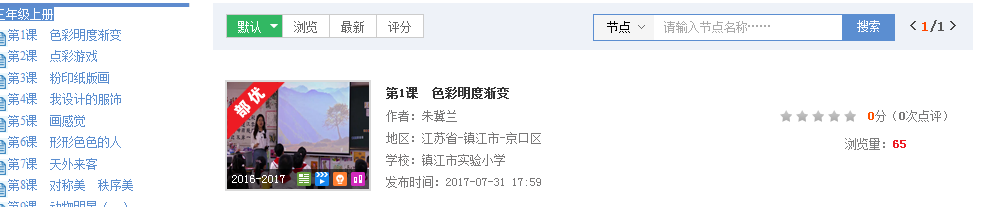 三年级上册
第1课 色彩明度渐变
第2课 点彩游戏
第3课 粉印纸版画
第4课 我设计的服饰
第5课 画感觉
第6课 形形色色的人
第7课 天外来客
第8课 对称美 秩序美
默认 浏览 最新 评分
节点 请输入节点名称…… 搜索
1/1
部优
2016-2017
第1课 色彩明度渐变
作者：朱冀兰
地区：江苏省-镇江市-京口区
学校：镇江市实验小学
发布时间：2017-07-31 17:59
0分（0次点评）
浏览量：65